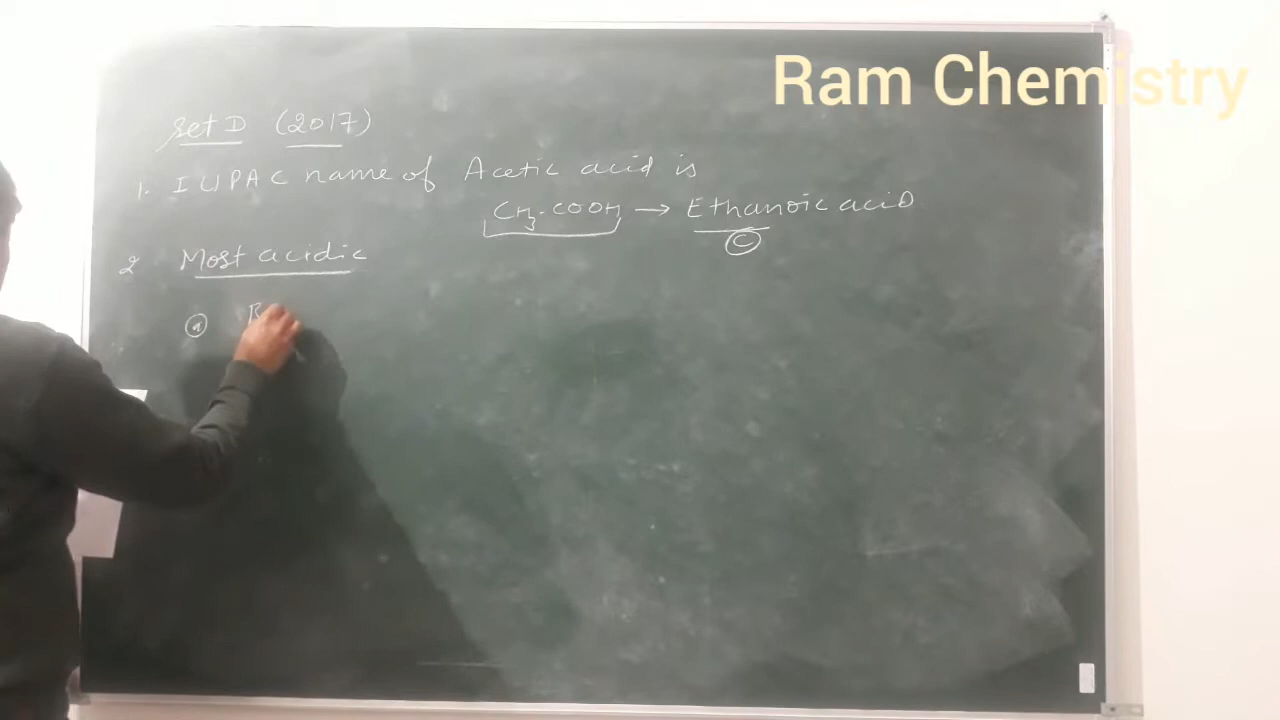 Ram Chemistry
Set D (2017)
1. IUPAC name of Acetic acid is
CH3-COOH → Ethanoic acid
C
2 Most acidic
a B